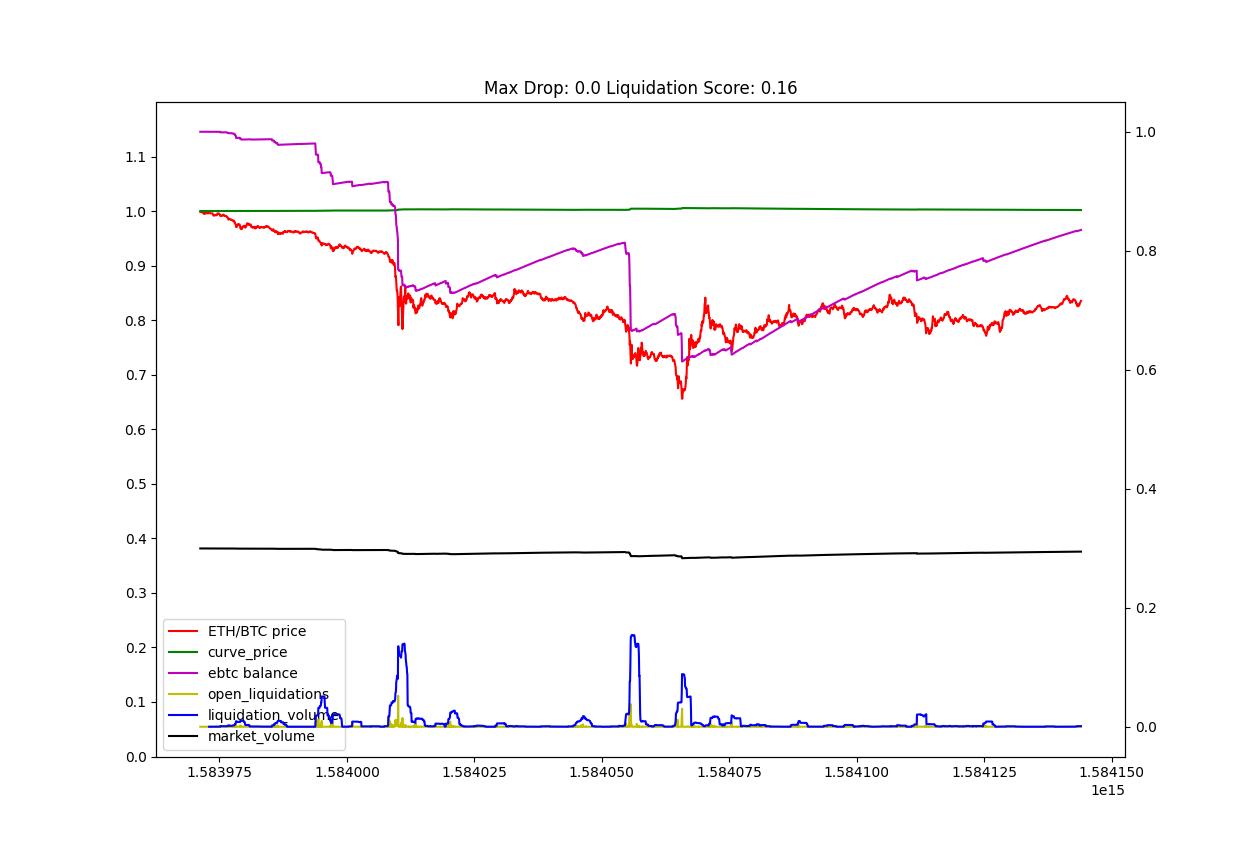 Max Drop: 0.0 Liquidation Score: 0.16
1.1
1.0
0.9
0.8
0.7
0.6
0.5
0.4
0.3
0.2
0.1
0.0
1.0
0.8
0.6
0.4
0.2
0.0
ETH/BTC price
curve_price
ebtc balance
open_liquidations
liquidation_volume
market_volume
1.583975 1.584000 1.584025 1.584050 1.584075 1.584100 1.584125 1.584150
1e15